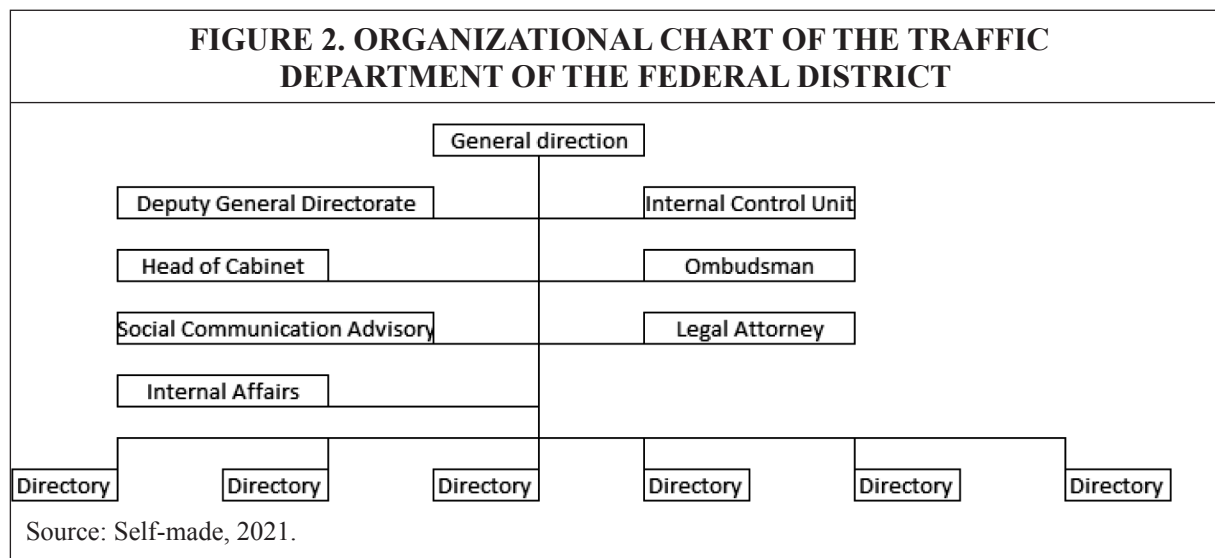 FIGURE 2. ORGANIZATIONAL CHART OF THE TRAFFIC
DEPARTMENT OF THE FEDERAL DISTRICT
General direction
Deputy General Directorate
Internal Control Unit
Head of Cabinet
Ombudsman
Social Communication Advisory
Legal Attorney
Internal Affairs
Directory
Directory
Directory
Directory
Directory
Directory
Source: Self-made, 2021.